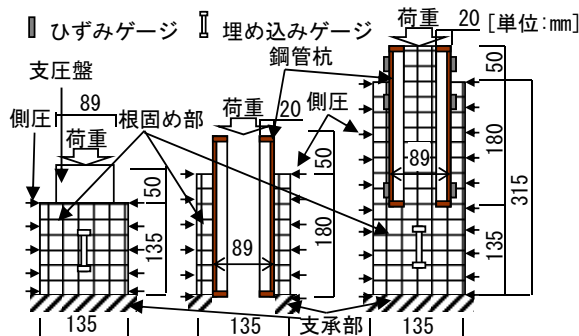 ひずみゲージ 埋め込みゲージ
荷重 20 [単位:mm]
支圧盤 鋼管杭
側圧 89 根固め部 荷重 20 側圧
荷重
50
135
135
89
50
180
135
支承部
89
50
180
135
315
135